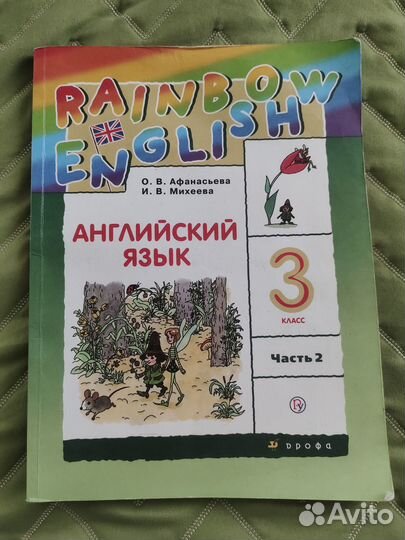 RAINBOW
ENGLISH
О. В. Афанасьева
И. В. Михеева
АНГЛИЙСКИЙ
ЯЗЫК
3
КЛАСС
Часть 2
дрофа
Avito